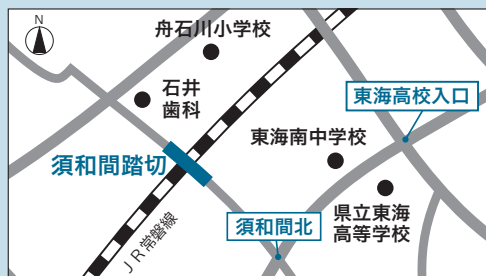 N
舟石川小学校
石井
歯科
東海高校入口
東海南中学校
須和間踏切
県立東海
高等学校
須和間北
JR常磐線